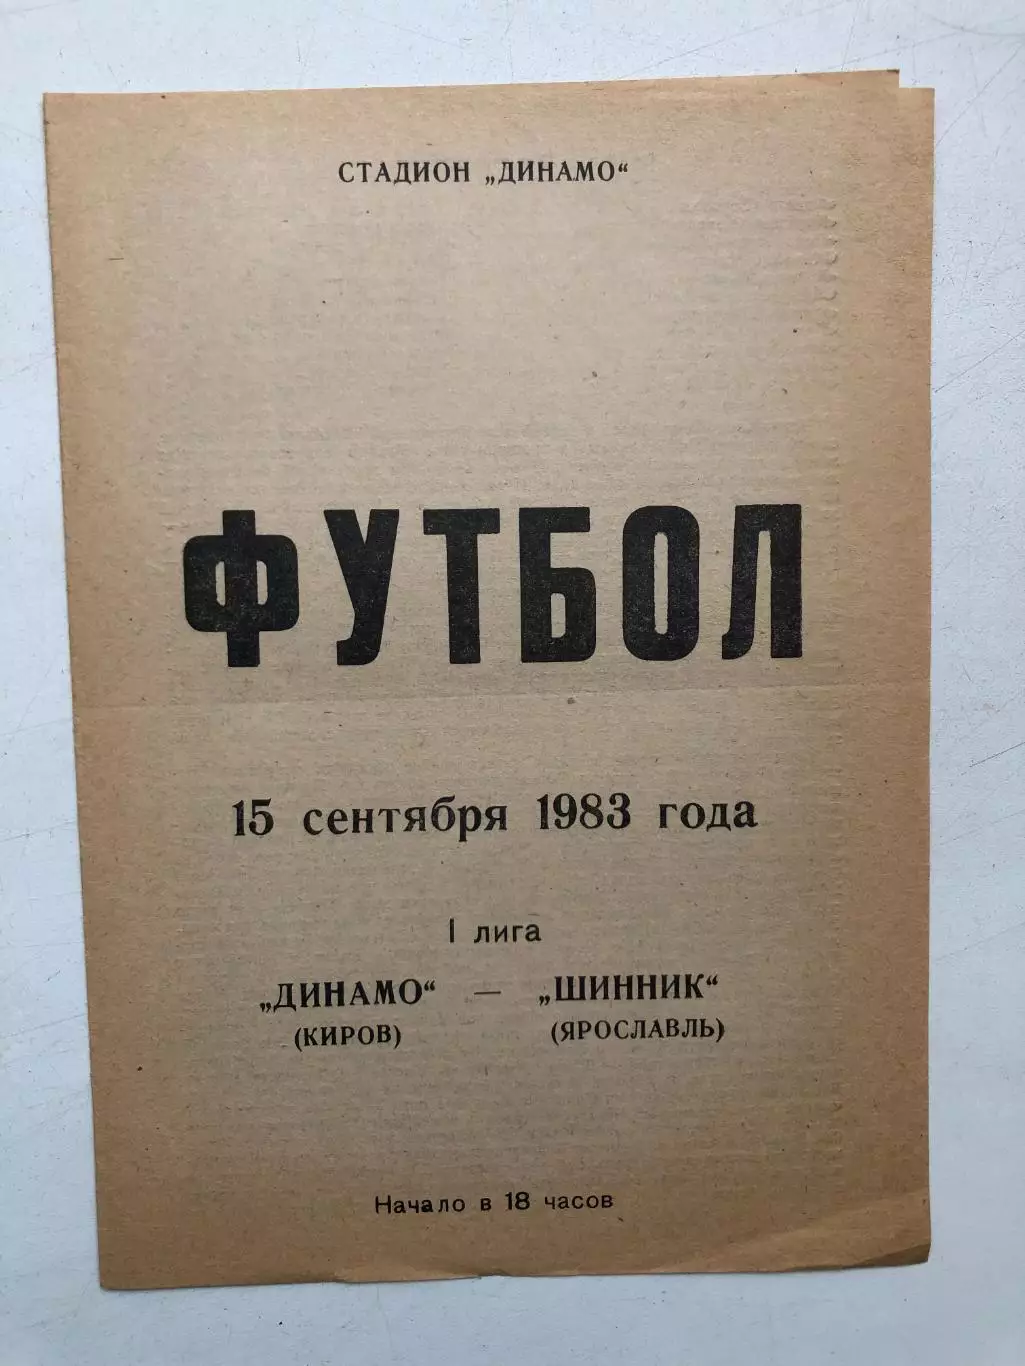 СТАДИОН „ДИНАМО“
ФУТБОЛ
15 сентября 1983 года
I лига
„ДИНАМО“ — „ШИННИК“
(КИРОВ) (ЯРОСЛАВЛЬ)
Начало в 18 часов